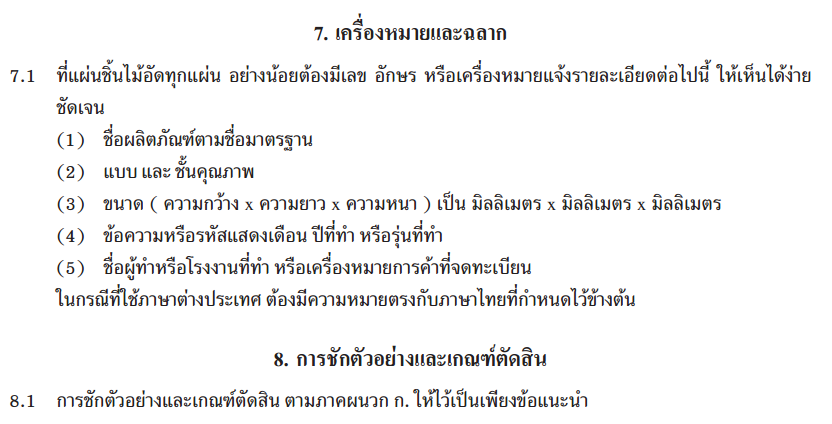 7. เครื่องหมายและฉลาก
7.1 ที่แผ่นชิ้นไม้อัดทุกแผ่น อย่างน้อยต้องมีเลข อักษร หรือเครื่องหมายแจ้งรายละเอียดต่อไปนี้ ให้เห็นได้ง่าย
ชัดเจน
(1) ชื่อผลิตภัณฑ์ตามชื่อมาตรฐาน
(2) แบบ และ ชั้นคุณภาพ
(3) ขนาด ( ความกว้าง x ความยาว x ความหนา ) เป็น มิลลิเมตร x มิลลิเมตร x มิลลิเมตร
(4) ข้อความหรือรหัสแสดงเดือน ปีที่ทำ หรือรุ่นที่ทำ
(5) ชื่อผู้ทำหรือโรงงานที่ทำ หรือเครื่องหมายการค้าที่จดทะเบียน
ในกรณีที่ใช้ภาษาต่างประเทศ ต้องมีความหมายตรงกับภาษาไทยที่กำหนดไว้ข้างต้น
8. การชักตัวอย่างและเกณฑ์ตัดสิน
8.1 การชักตัวอย่างและเกณฑ์ตัดสิน ตามภาคผนวก ก. ให้ไว้เป็นเพียงข้อแนะนำ